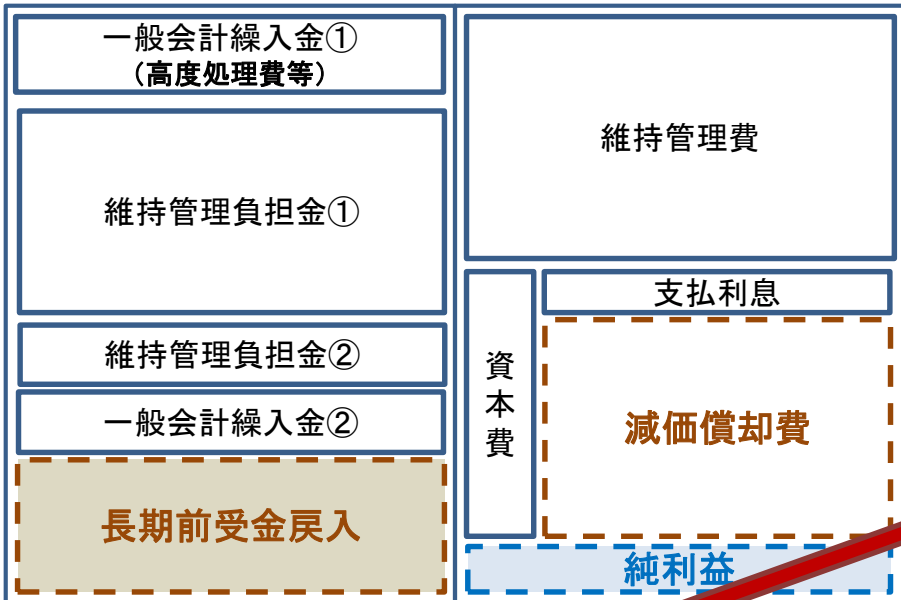 一般会計繰入金①
（高度処理費等）
維持管理負担金①
維持管理負担金②
一般会計繰入金②
長期前受金戻入
維持管理費
資本費
支払利息
減価償却費
純利益